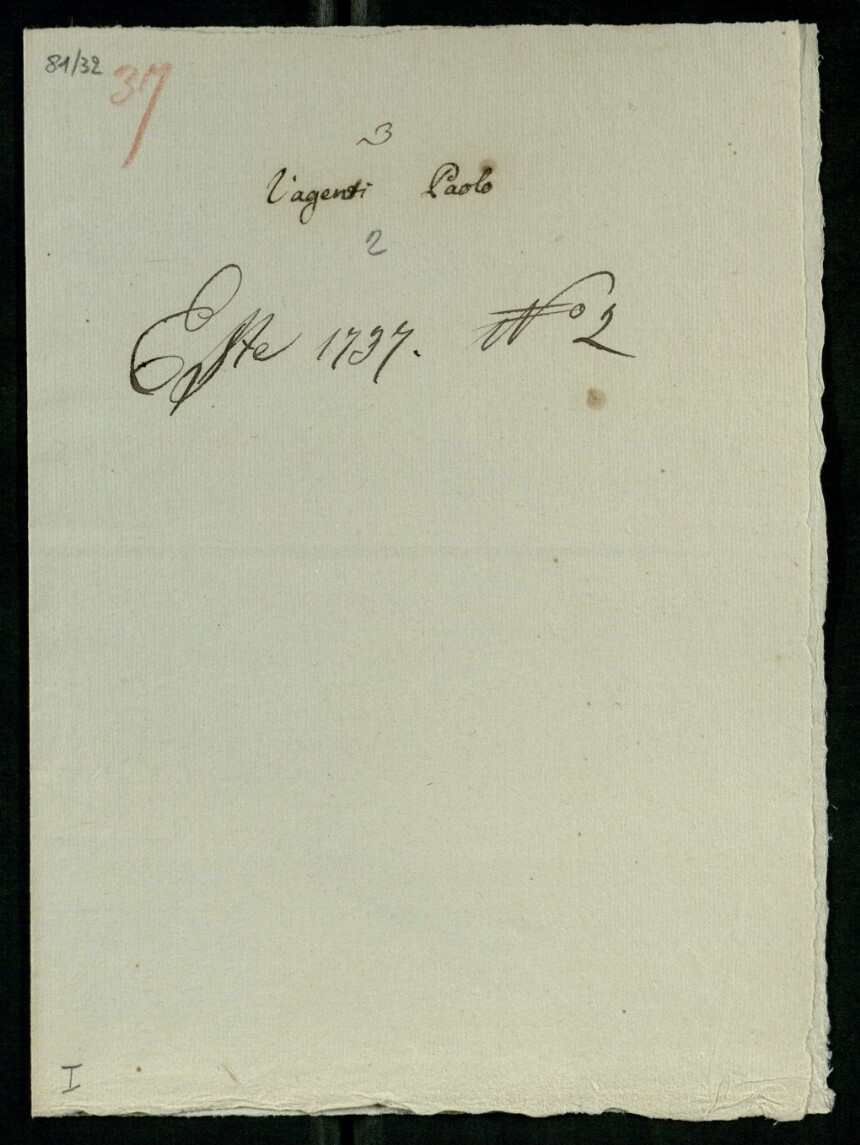 81/32
37
3
Vagenti Paolo
2
Este 1737. No 2
I